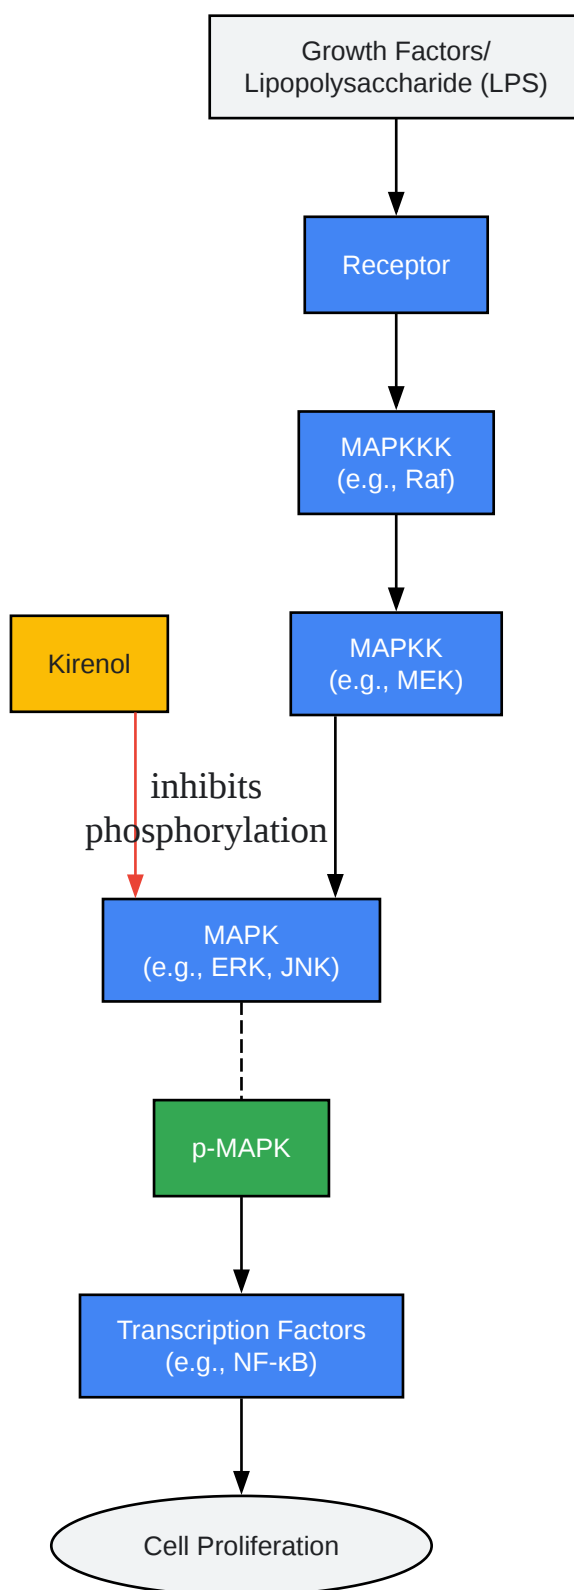 Growth Factors/
Lipopolysaccharide (LPS)
Receptor
MAPKKK
(e.g., Raf)
MAPKK
(e.g., MEK)
Kirenol
inhibits
phosphorylation
MAPK
(e.g., ERK, JNK)
p-MAPK
Transcription Factors
(e.g., NF-κB)
Cell Proliferation